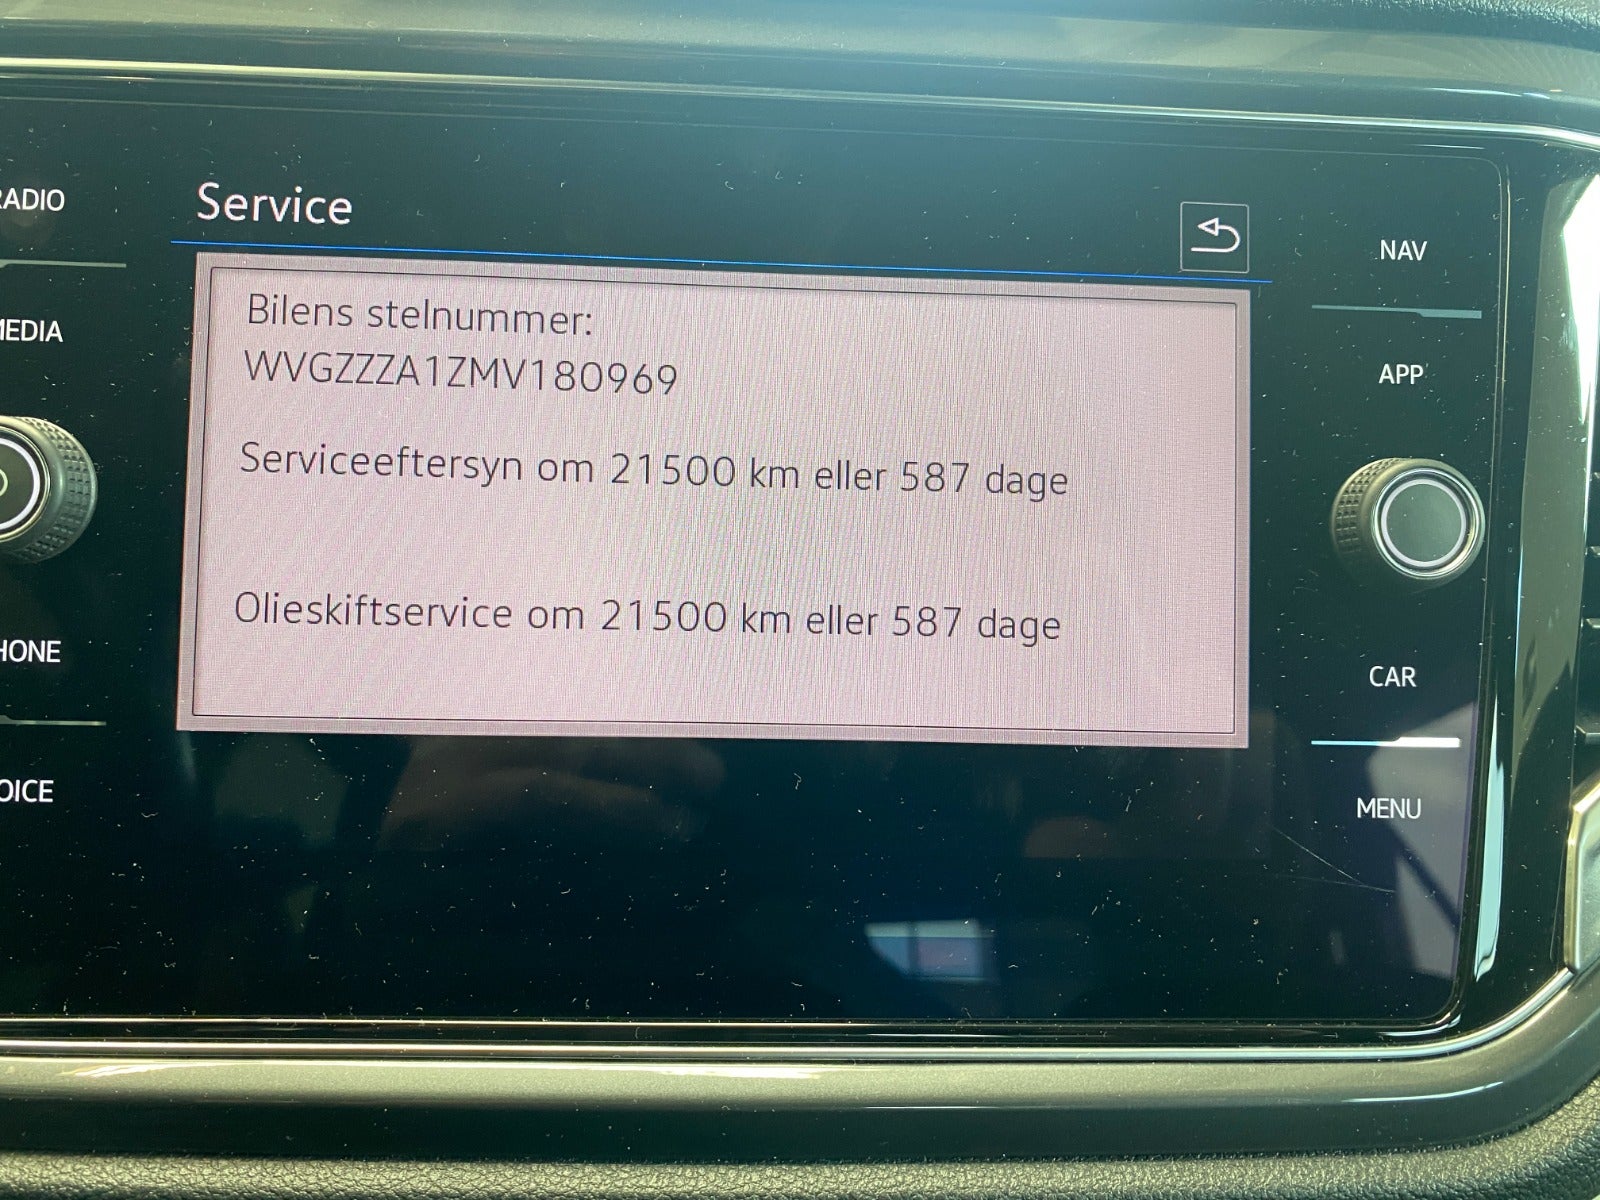 Service
RADIO
MEDIA
PHONE
VOICE
Bilens stelnummer:
WVGZZZA1ZMV180969
Serviceeftersyn om 21500 km eller 587 dage
Olieskiftservice om 21500 km eller 587 dage
NAV
APP
CAR
MENU